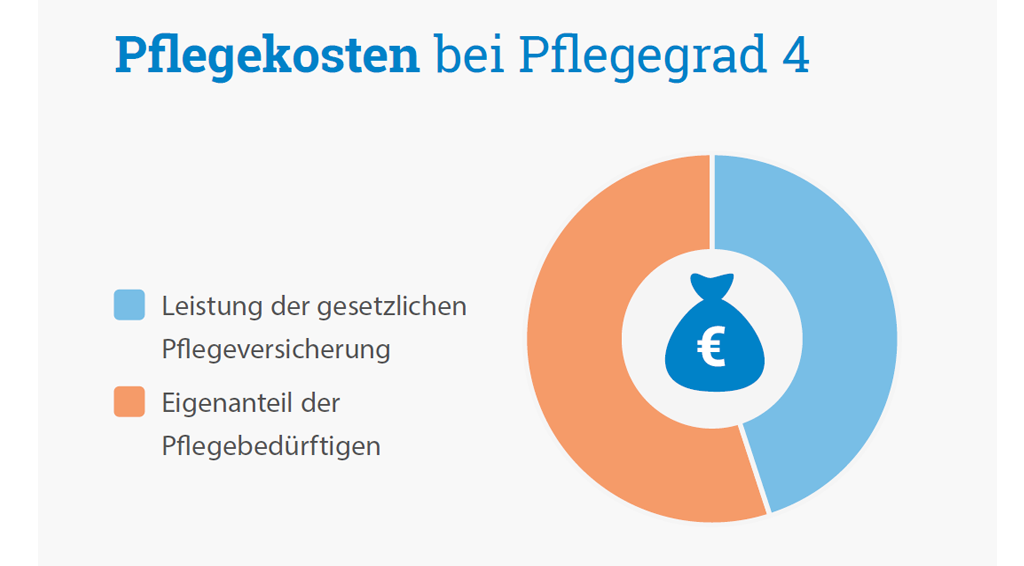 Pflegekosten bei Pflegegrad 4
Leistung der gesetzlichen
Pflegeversicherung
Eigenanteil der
Pflegebedürftigen
€